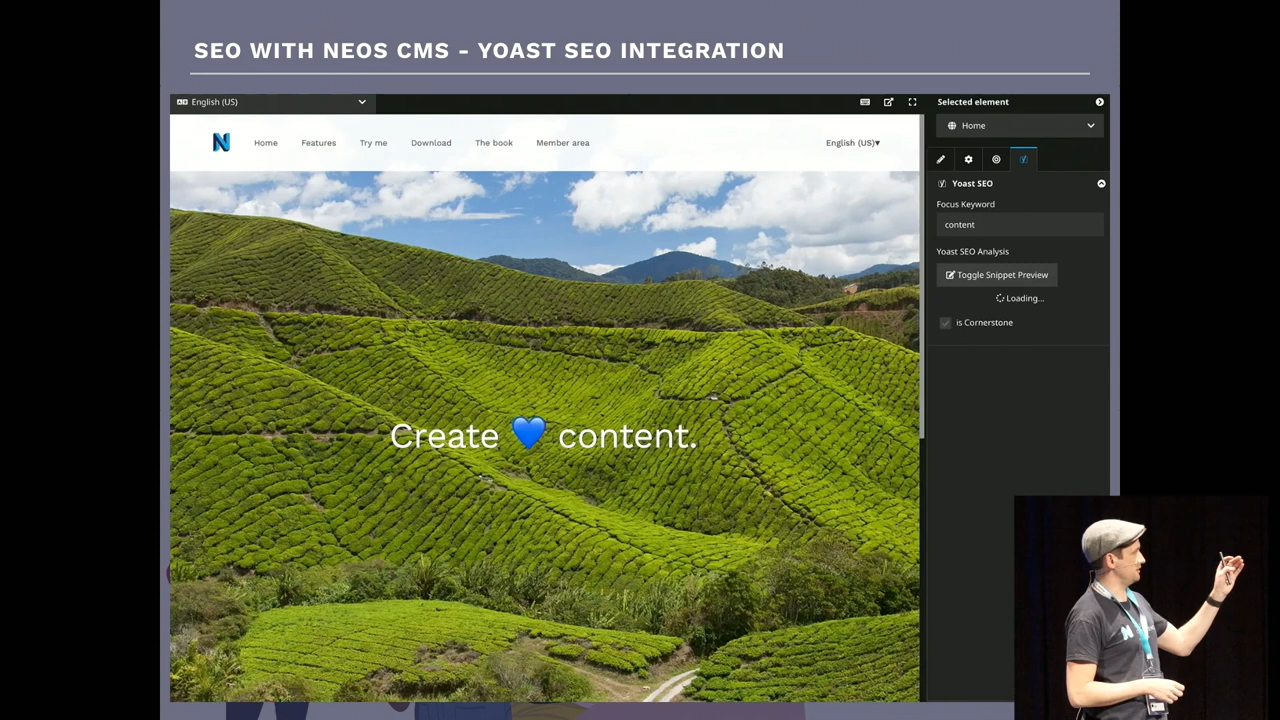 SEO WITH NEOS CMS - YOAST SEO INTEGRATION
English (US)
Selected element
Home
Home Features Try me Download The book Member area English (US)▾
Yoast SEO
Focus Keyword
content
Yoast SEO Analysis
Toggle Snippet Preview
Loading...
is Cornerstone
Create 💙 content.